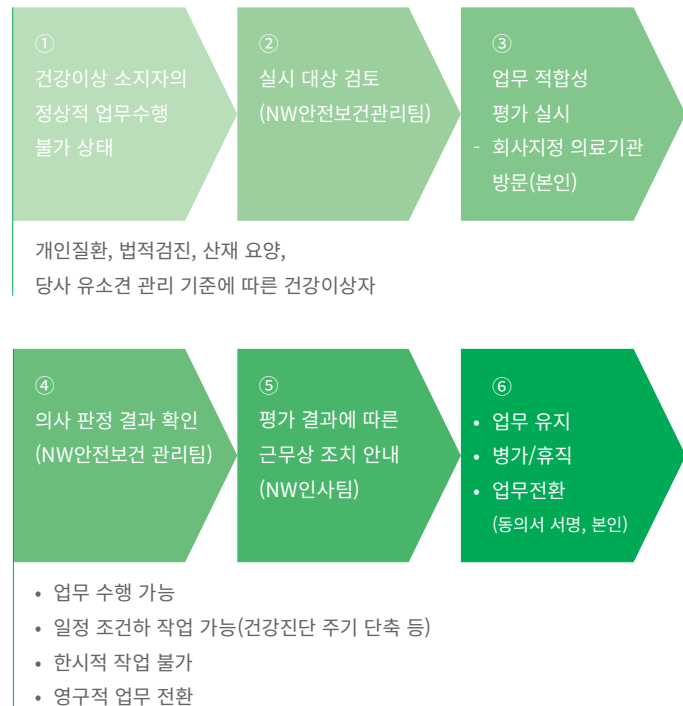 ①
건강이상 소지자의
정상적 업무수행
불가 상태
②
실시 대상 검토
(NW안전보건관리팀)
③
업무 적합성
평가 실시
- 회사지정 의료기관
방문(본인)
개인질환, 법적검진, 산재 요양,
당사 유소견 관리 기준에 따른 건강이상자
④
의사 판정 결과 확인
(NW안전보건 관리팀)
⑤
평가 결과에 따른
근무상 조치 안내
(NW인사팀)
⑥
• 업무 유지
• 병가/휴직
• 업무전환
(동의서 서명, 본인)
• 업무 수행 가능
• 일정 조건하 작업 가능(건강진단 주기 단축 등)
• 한시적 작업 불가
• 영구적 업무 전환